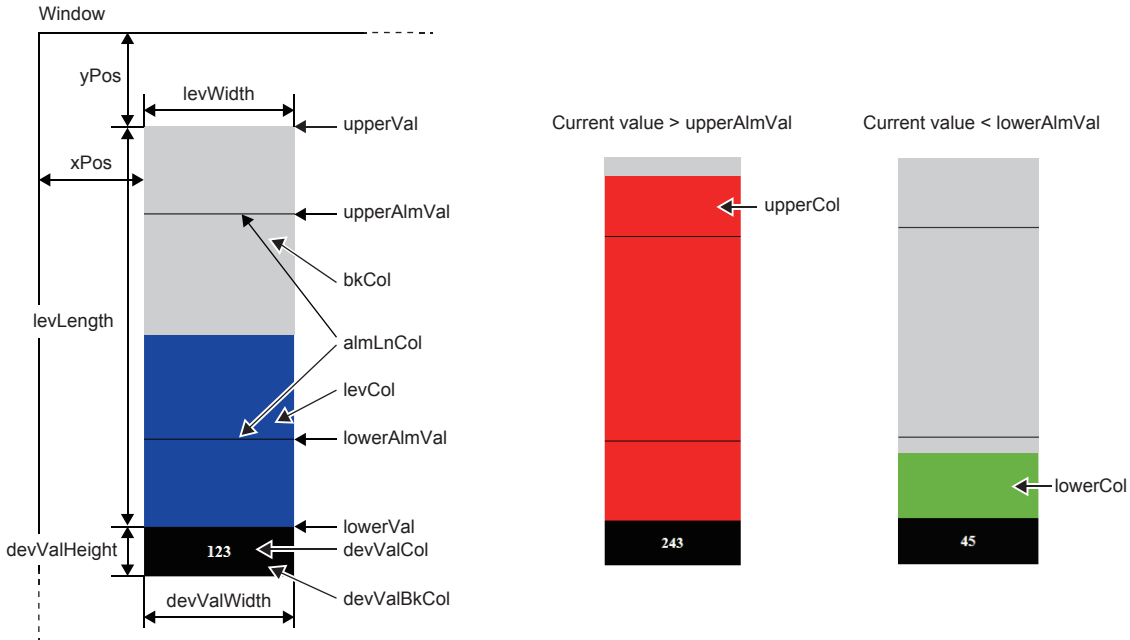 Window
yPos
levWidth
upperVal
xPos
upperAlmVal
bkCol
levLength
almLnCol
levCol
lowerAlmVal
lowerVal
devValHeight
123
devValCol
devValWidth
devValBkCol
Current value > upperAlmVal
upperCol
243
Current value < lowerAlmVal
lowerCol
45